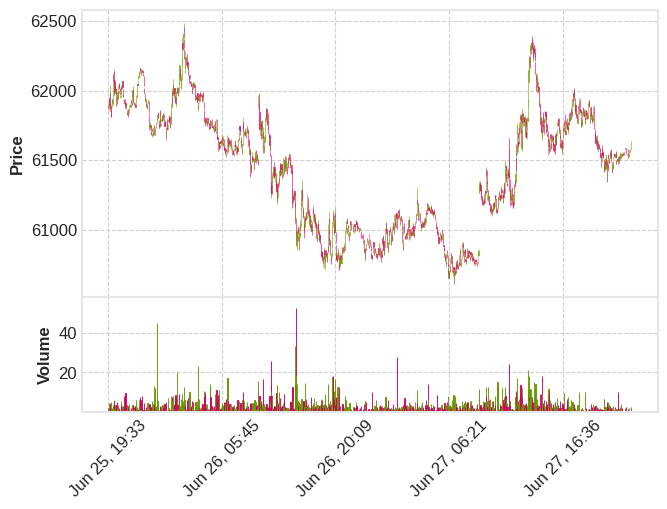 62500
62000
61500
61000
Price
40
20
Volume
Jun 25, 19:33
Jun 26, 05:45
Jun 26, 20:09
Jun 27, 06:21
Jun 27, 16:36